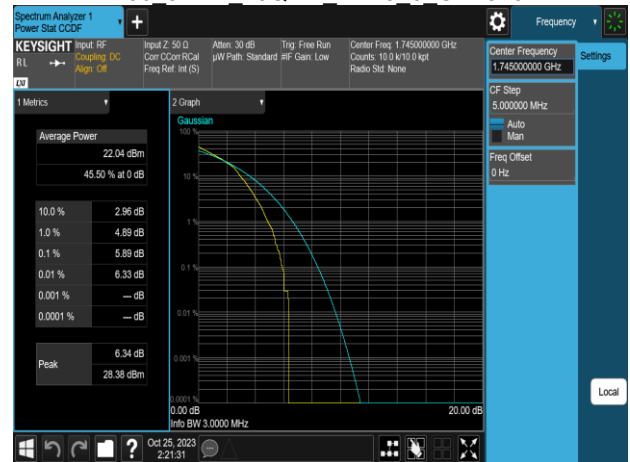 Spectrum Analyzer 1
Power Stat CCDF
Frequency
KEYSIGHT
RL
LXI
Input: RF
Coupling: DC
Align: Off
Input Z: 50 Ω
Corr CCorr RCal
Freq Ref: Int (S)
Atten: 30 dB
µW Path: Standard
Trig: Free Run
#IF Gain: Low
Center Freq: 1.745000000 GHz
Counts: 10.0 k/10.0 kpt
Radio Std: None
Center Frequency
1.745000000 GHz
Settings
CF Step
5.000000 MHz
Auto
Man
Freq Offset
0 Hz
1 Metrics
Average Power
22.04 dBm
45.50 % at 0 dB
10.0 % 2.96 dB
1.0 % 4.89 dB
0.1 % 5.89 dB
0.01 % 6.33 dB
0.001 % --- dB
0.0001 % --- dB
Peak
6.34 dB
28.38 dBm
2 Graph
Gaussian
100 %
10 %
1 %
0.1 %
0.01 %
0.001 %
0.0001 %
0.00 dB 20.00 dB
Info BW 3.0000 MHz
Local
?
Oct 25, 2023
2:21:31